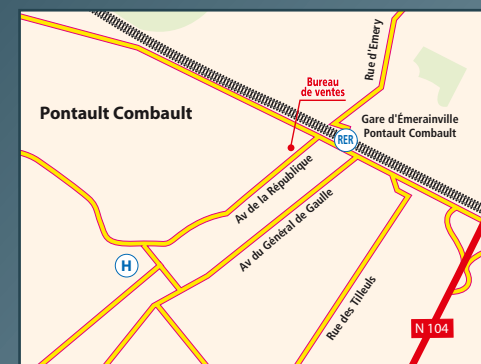 Rue d'Emery
Bureau
de ventes
Pontault Combault
Gare d'Émerainville
Pontault Combault
RER
Av de la République
Av du Général de Gaulle
H
Rue des Tilleuls
N 104